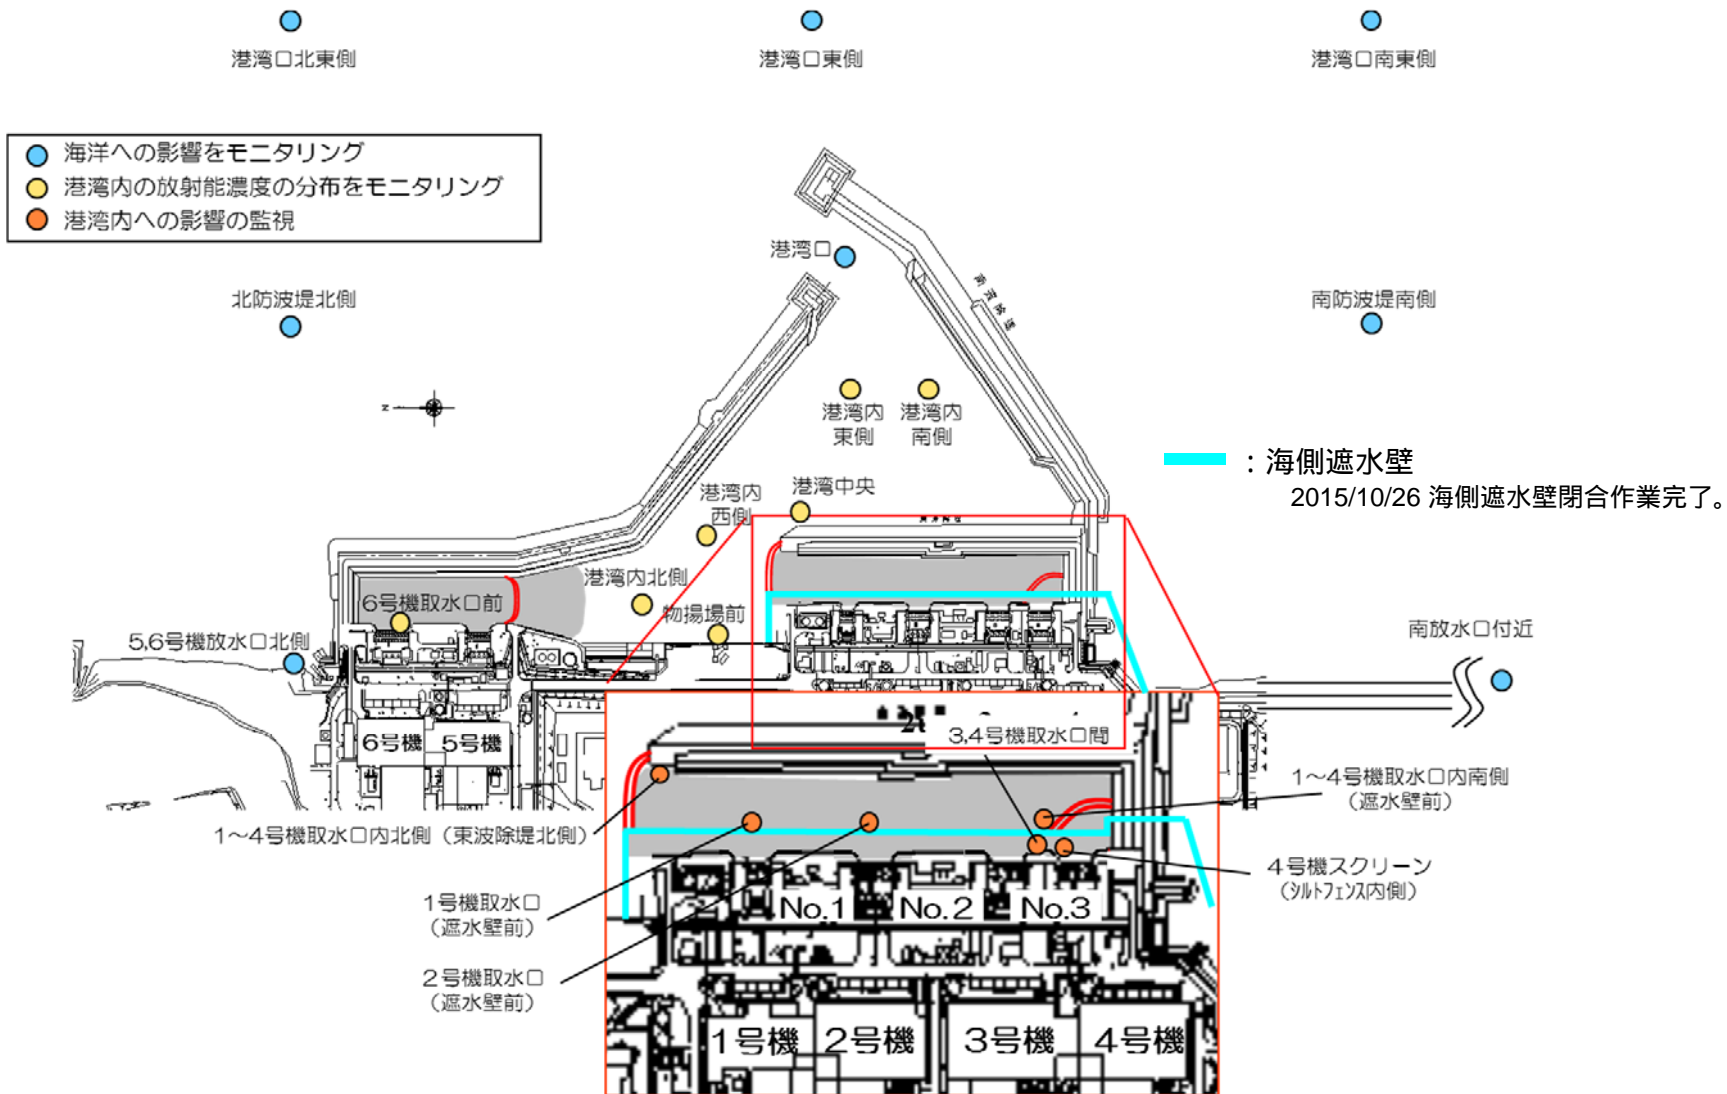 港湾口北東側
港湾口東側
港湾口南東側
海洋への影響をモニタリング
港湾内の放射能濃度の分布をモニタリング
港湾内への影響の監視
港湾口
北防波堤北側
南防波堤南側
南防波堤
N
港湾内
東側
港湾内
南側
：海側遮水壁
2015/10/26 海側遮水壁閉合作業完了。
港湾内
西側
港湾中央
港湾内北側
6号機取水口前
物揚場前
5,6号機放水口北側
南放水口付近
6号機
5号機
3,4号機取水口間
1～4号機取水口内南側
（遮水壁前）
1～4号機取水口内北側（東波除堤北側）
4号機スクリーン
（シルトフェンス内側）
1号機取水口
（遮水壁前）
No.1
No.2
No.3
2号機取水口
（遮水壁前）
1号機
2号機
3号機
4号機